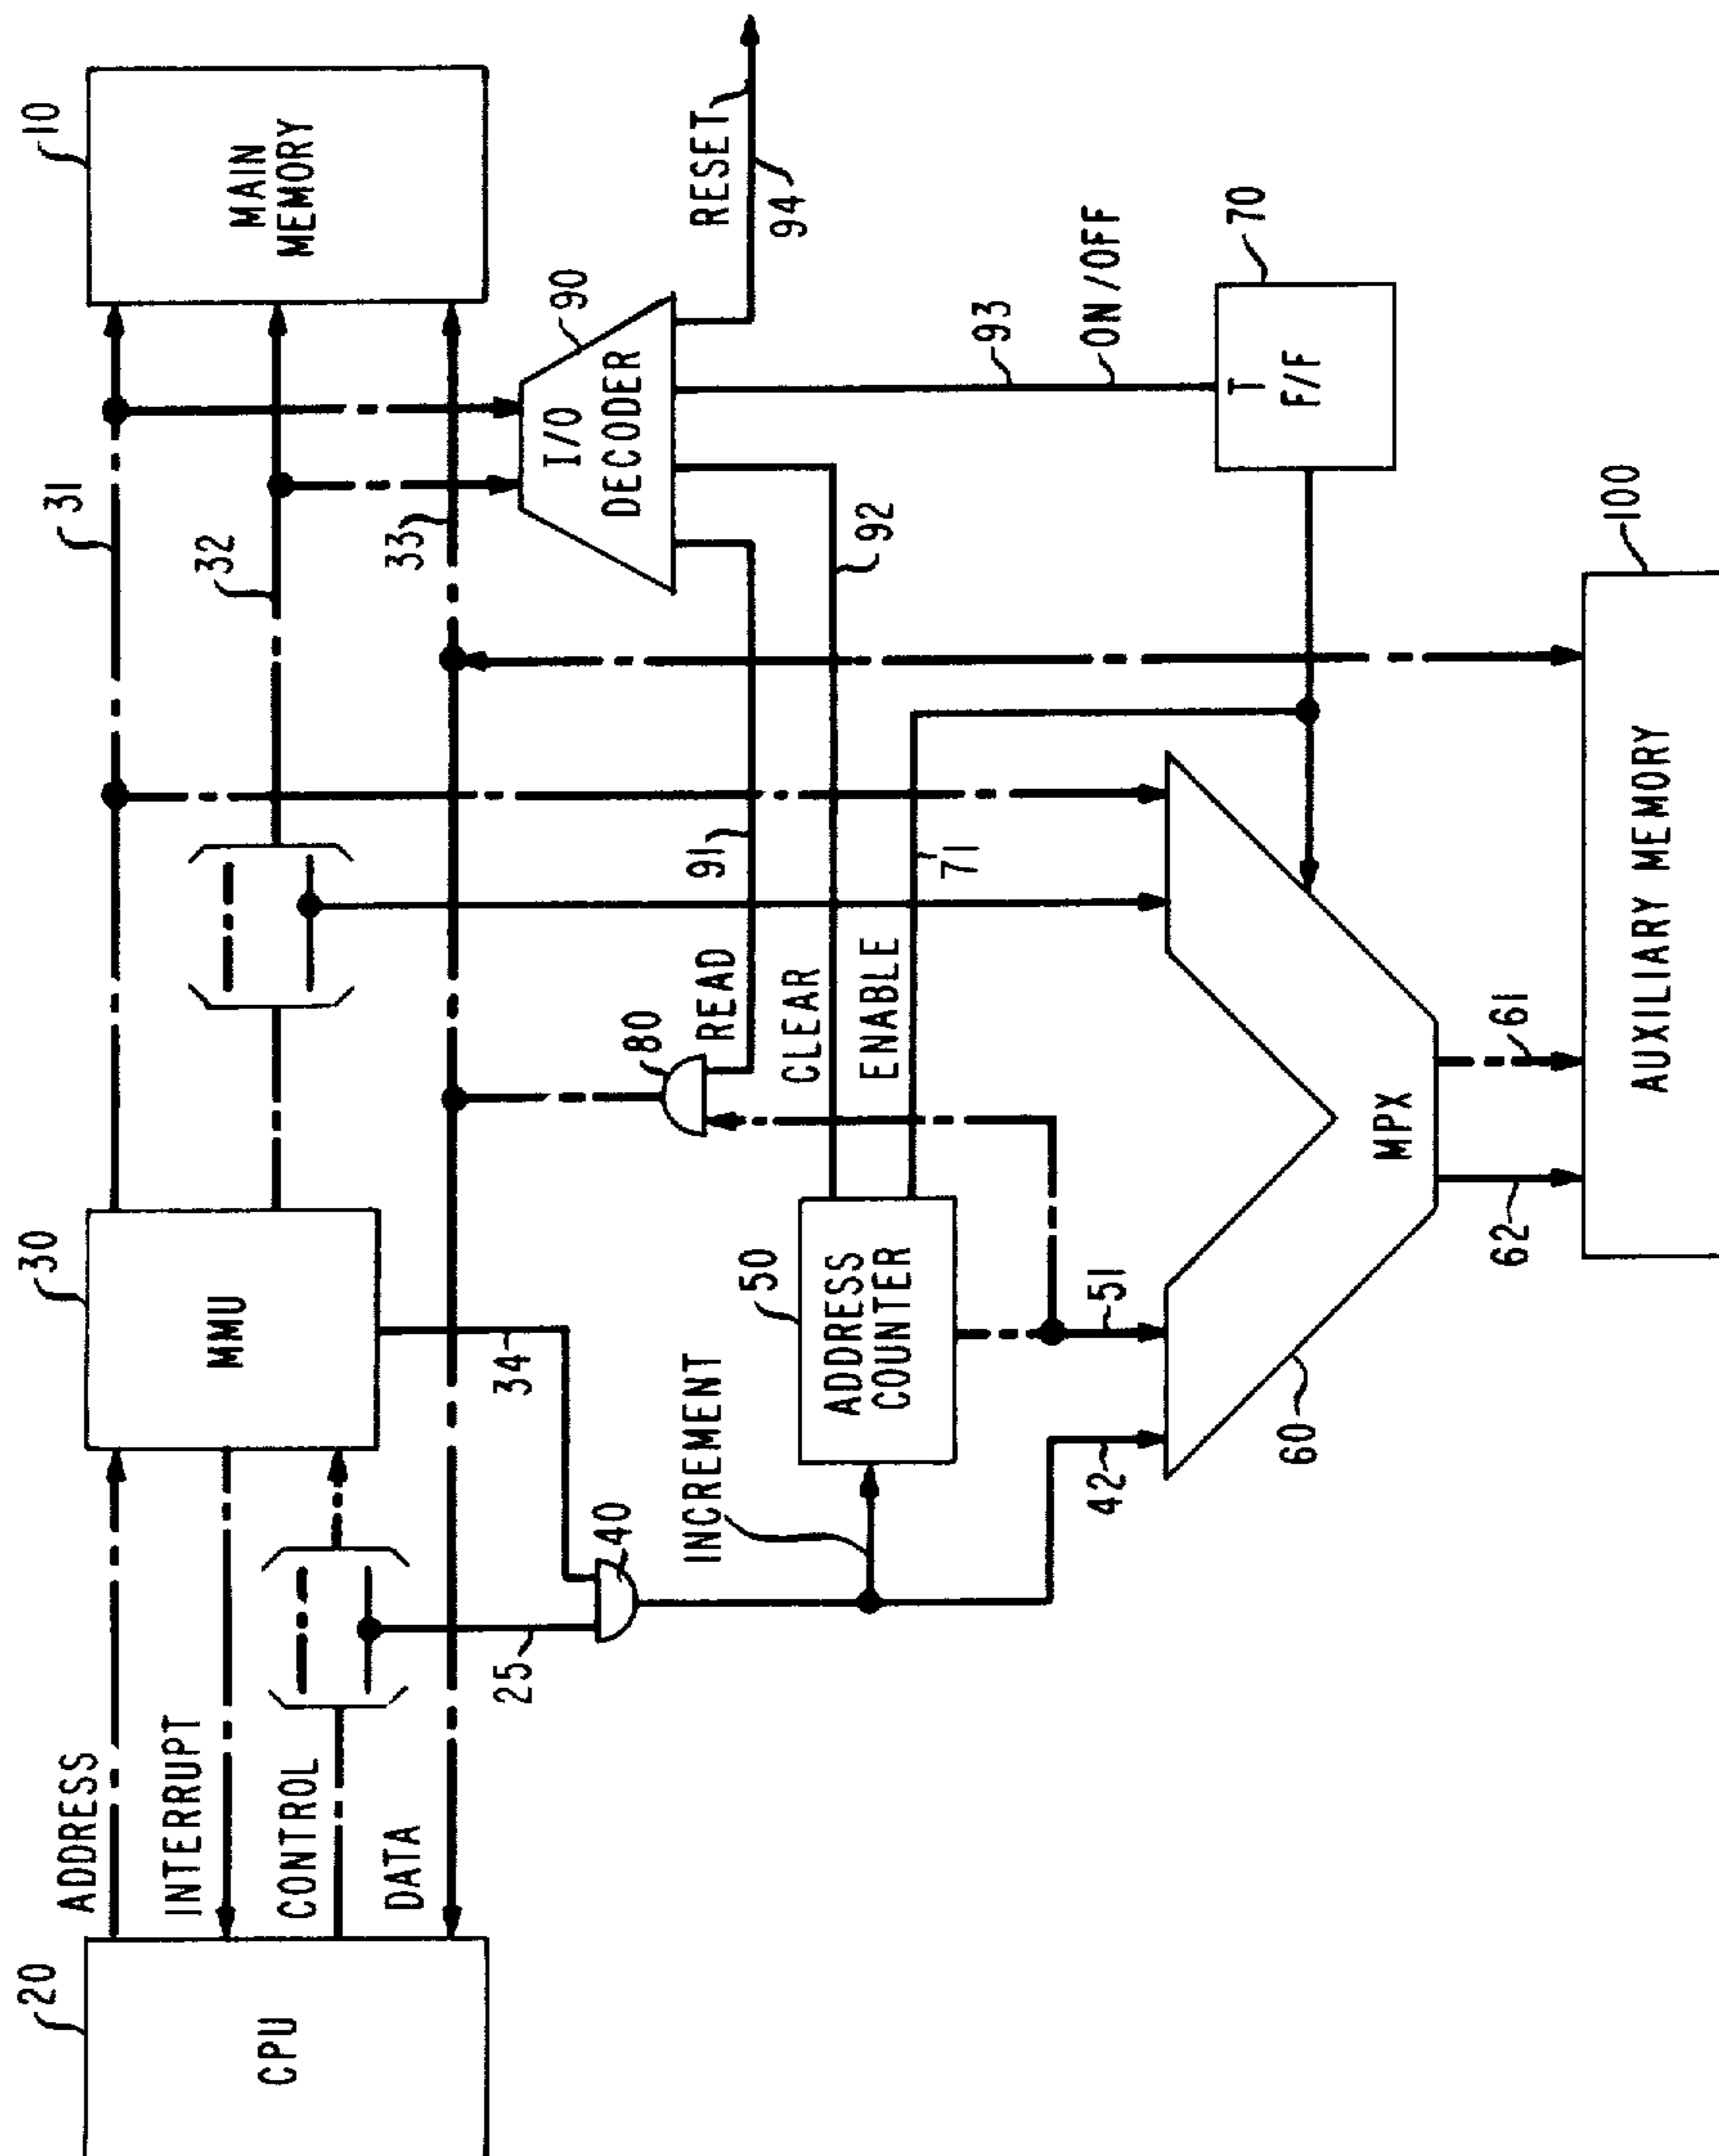 20
CPU
ADDRESS
INTERRUPT
CONTROL
DATA
25
40
34
30
MMU
31
32
33
10
MAIN
MEMORY
I/O
DECODER
90
RESET
94
INCREMENT
50
ADDRESS
COUNTER
80
READ
91
CLEAR
92
ENABLE
71
93
ON/OFF
70
T
F/F
42
51
60
MPX
62
61
100
AUXILIARY MEMORY